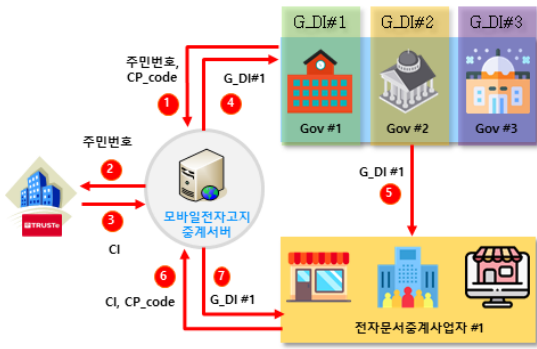 G_DI#1
G_DI#2
G_DI#3
주민번호,
CP_code
1
4
G_DI#1
Gov #1
Gov #2
Gov #3
주민번호
2
G_DI #1
5
모바일전자고지
중계서버
TRUSTe
3
CI
6
7
CI, CP_code
G_DI #1
전자문서중계사업자 #1